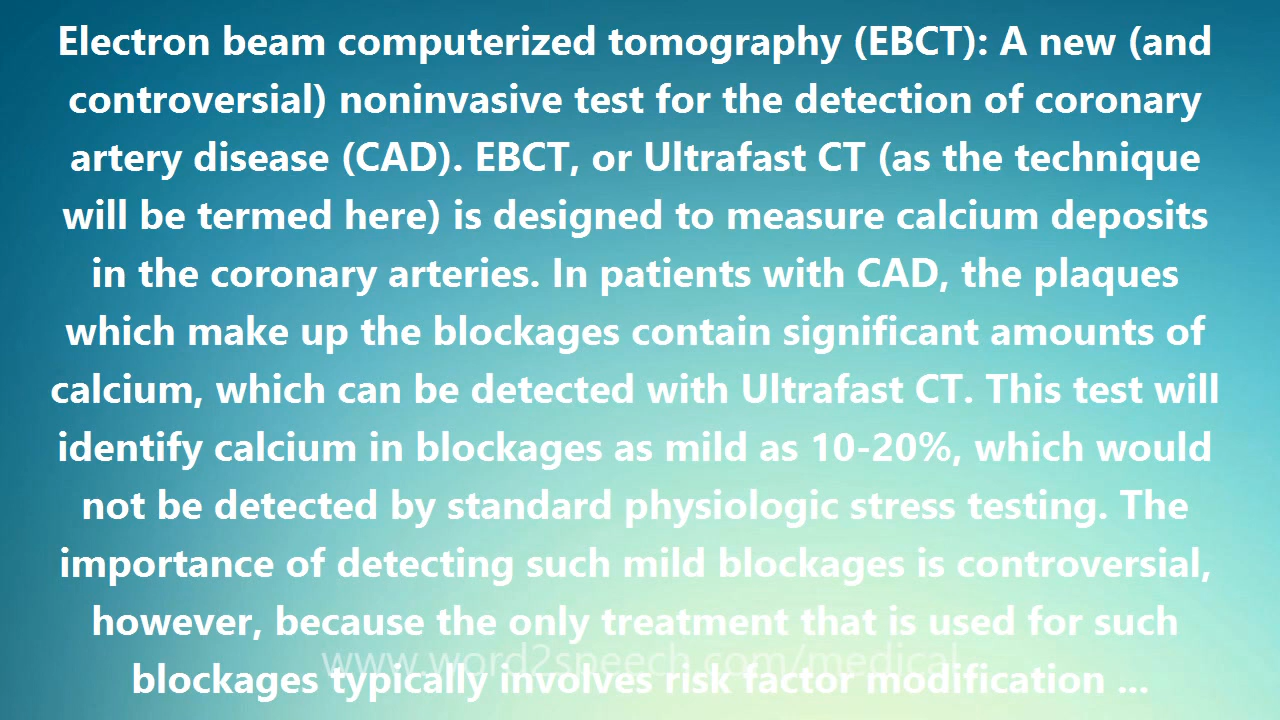 Electron beam computerized tomography (EBCT): A new (and
controversial) noninvasive test for the detection of coronary
artery disease (CAD). EBCT, or Ultrafast CT (as the technique
will be termed here) is designed to measure calcium deposits
in the coronary arteries. In patients with CAD, the plaques
which make up the blockages contain significant amounts of
calcium, which can be detected with Ultrafast CT. This test will
identify calcium in blockages as mild as 10-20%, which would
not be detected by standard physiologic stress testing. The
importance of detecting such mild blockages is controversial,
however, because the only treatment that is used for such
www.word2speech.com/medical
blockages typically involves risk factor modification ...